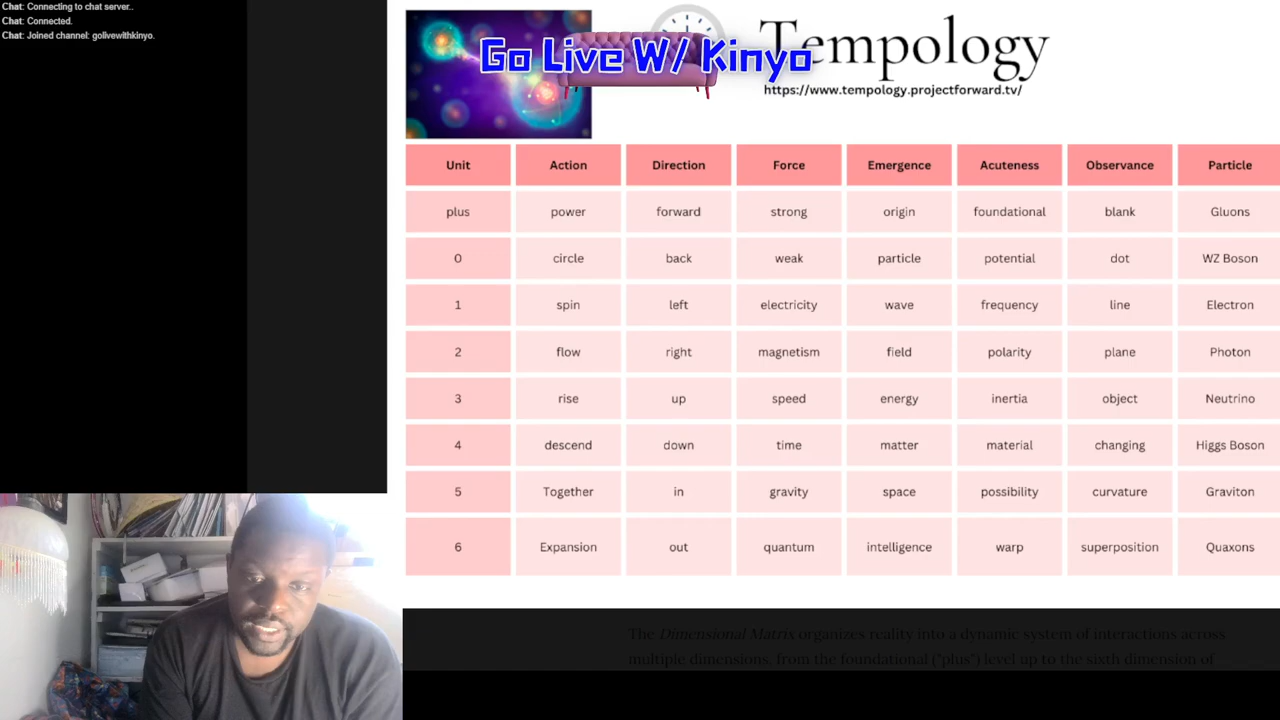 Chat: Connecting to chat server..
Chat: Connected.
Chat: Joined channel: golivewithkinyo.
Go Live W/ Kinyo
Tempology
https://www.tempology.projectforward.tv/
Unit Action Direction Force Emergence Acuteness Observance Particle
plus power forward strong origin foundational blank Gluons
0 circle back weak particle potential dot WZ Boson
1 spin left electricity wave frequency line Electron
2 flow right magnetism field polarity plane Photon
3 rise up speed energy inertia object Neutrino
4 descend down time matter material changing Higgs Boson
5 Together in gravity space possibility curvature Graviton
6 Expansion out quantum intelligence warp superposition Quaxons
The Dimensional Matrix organizes reality into a dynamic system of interactions across
multiple dimensions, from the foundational ("plus") level up to the sixth dimension of